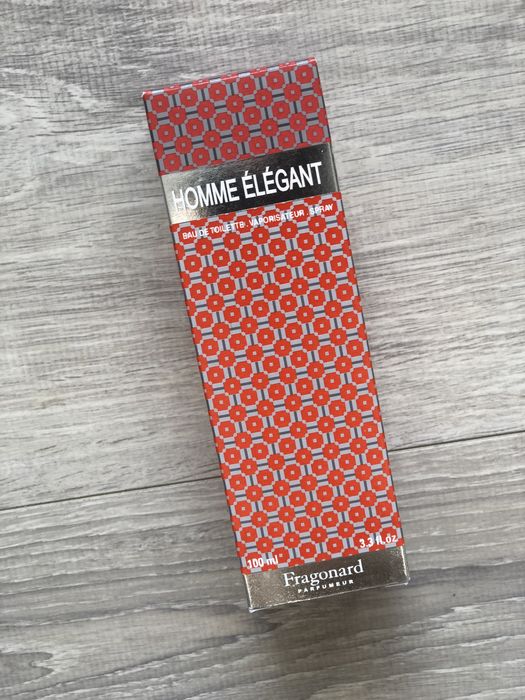 HOMME ÉLÉGANT
EAU DE TOILETTE . VAPORISATEUR . SPRAY
100 ml 3.3 fl.oz.
Fragonard
PARFUMEUR